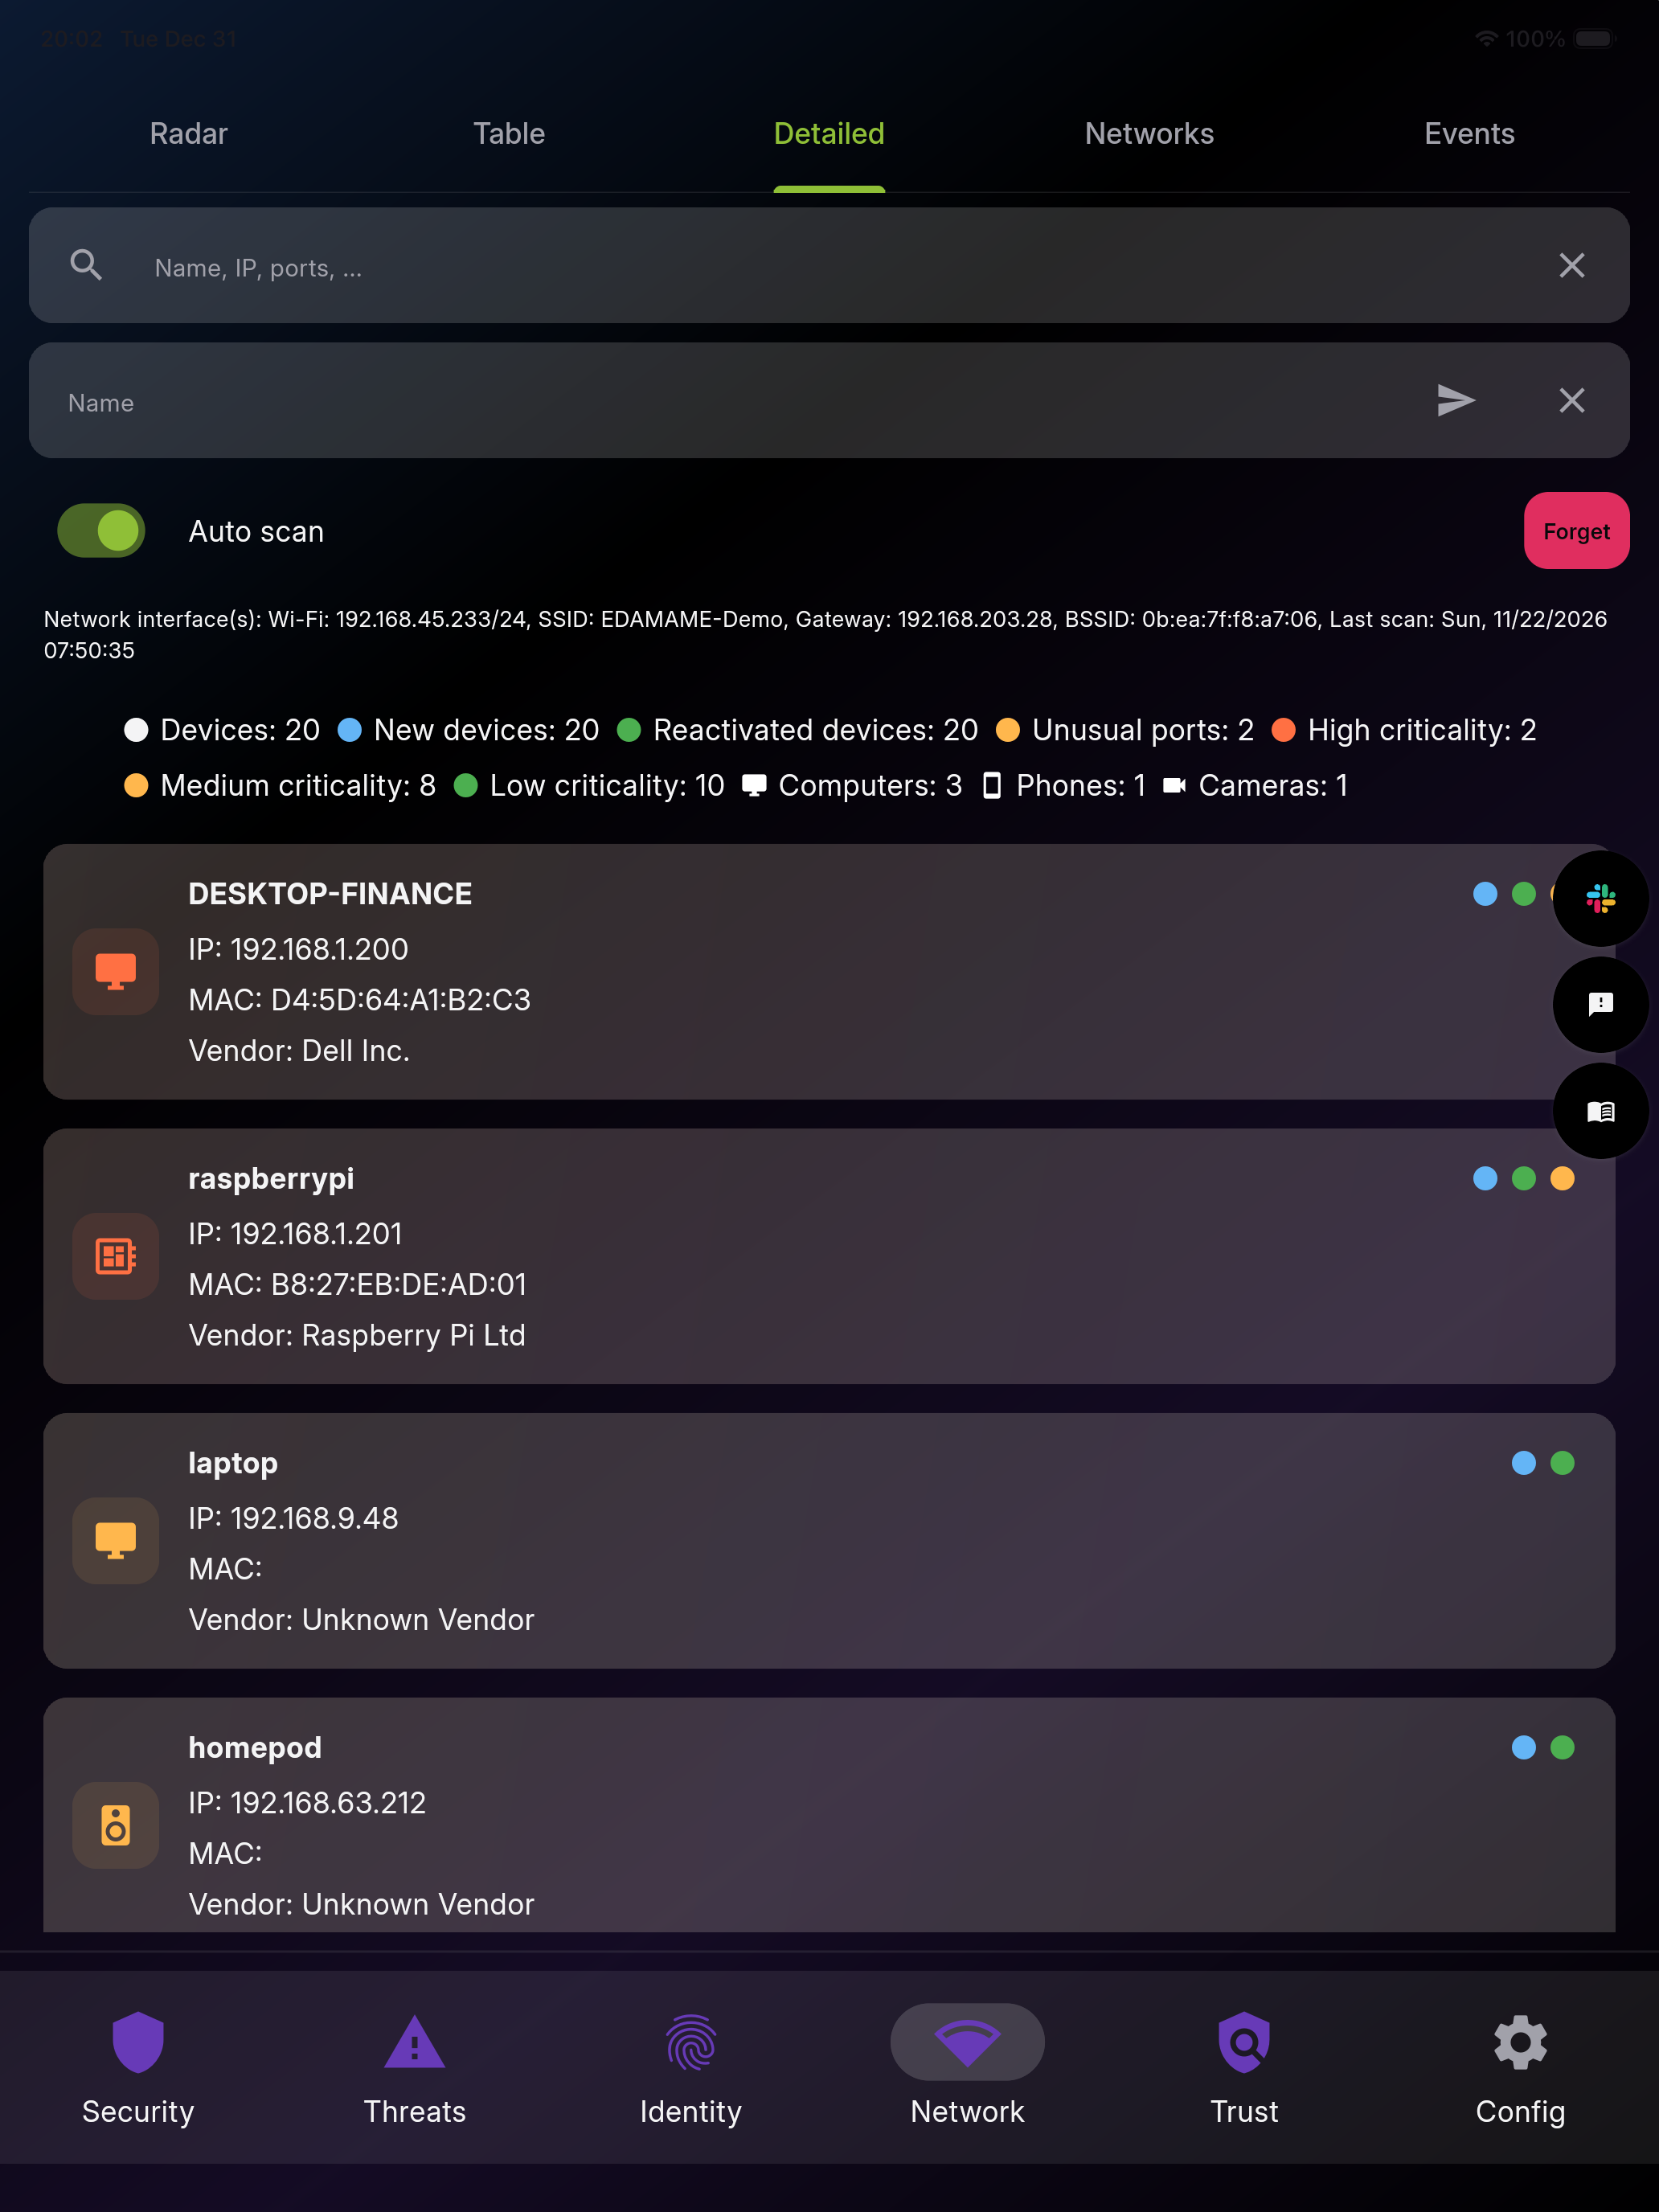 20:02 Tue Dec 31 100%
Radar Table Detailed Networks Events
Name, IP, ports, ...
Name
Auto scan Forget
Network interface(s): Wi-Fi: 192.168.45.233/24, SSID: EDAMAME-Demo, Gateway: 192.168.203.28, BSSID: 0b:ea:7f:f8:a7:06, Last scan: Sun, 11/22/2026
07:50:35
Devices: 20 New devices: 20 Reactivated devices: 20 Unusual ports: 2 High criticality: 2
Medium criticality: 8 Low criticality: 10 Computers: 3 Phones: 1 Cameras: 1
DESKTOP-FINANCE
IP: 192.168.1.200
MAC: D4:5D:64:A1:B2:C3
Vendor: Dell Inc.
raspberrypi
IP: 192.168.1.201
MAC: B8:27:EB:DE:AD:01
Vendor: Raspberry Pi Ltd
laptop
IP: 192.168.9.48
MAC:
Vendor: Unknown Vendor
homepod
IP: 192.168.63.212
MAC:
Vendor: Unknown Vendor
Security Threats Identity Network Trust Config